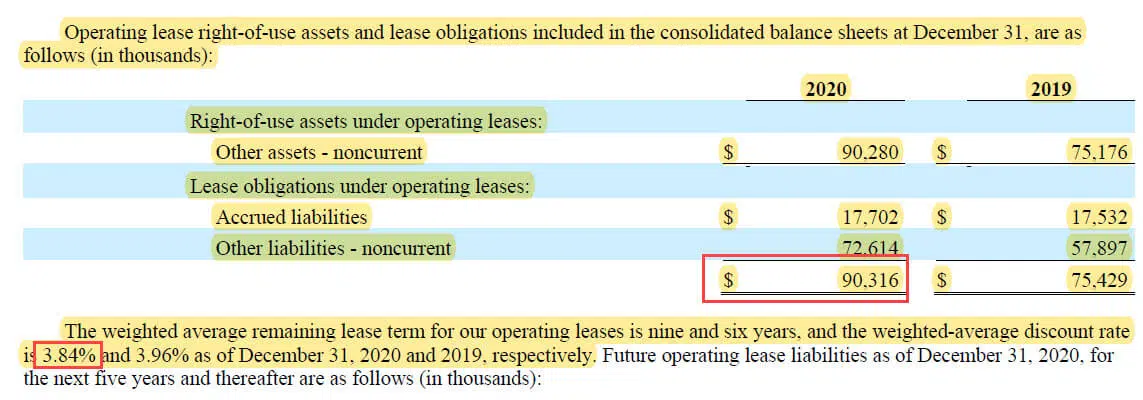 Operating lease right-of-use assets and lease obligations included in the consolidated balance sheets at December 31, are as
follows (in thousands):
2020 2019
Right-of-use assets under operating leases:
Other assets - noncurrent $ 90,280 $ 75,176
Lease obligations under operating leases:
Accrued liabilities $ 17,702 $ 17,532
Other liabilities - noncurrent 72,614 57,897
$ 90,316 $ 75,429
The weighted average remaining lease term for our operating leases is nine and six years, and the weighted-average discount rate
is 3.84% and 3.96% as of December 31, 2020 and 2019, respectively. Future operating lease liabilities as of December 31, 2020, for
the next five years and thereafter are as follows (in thousands):